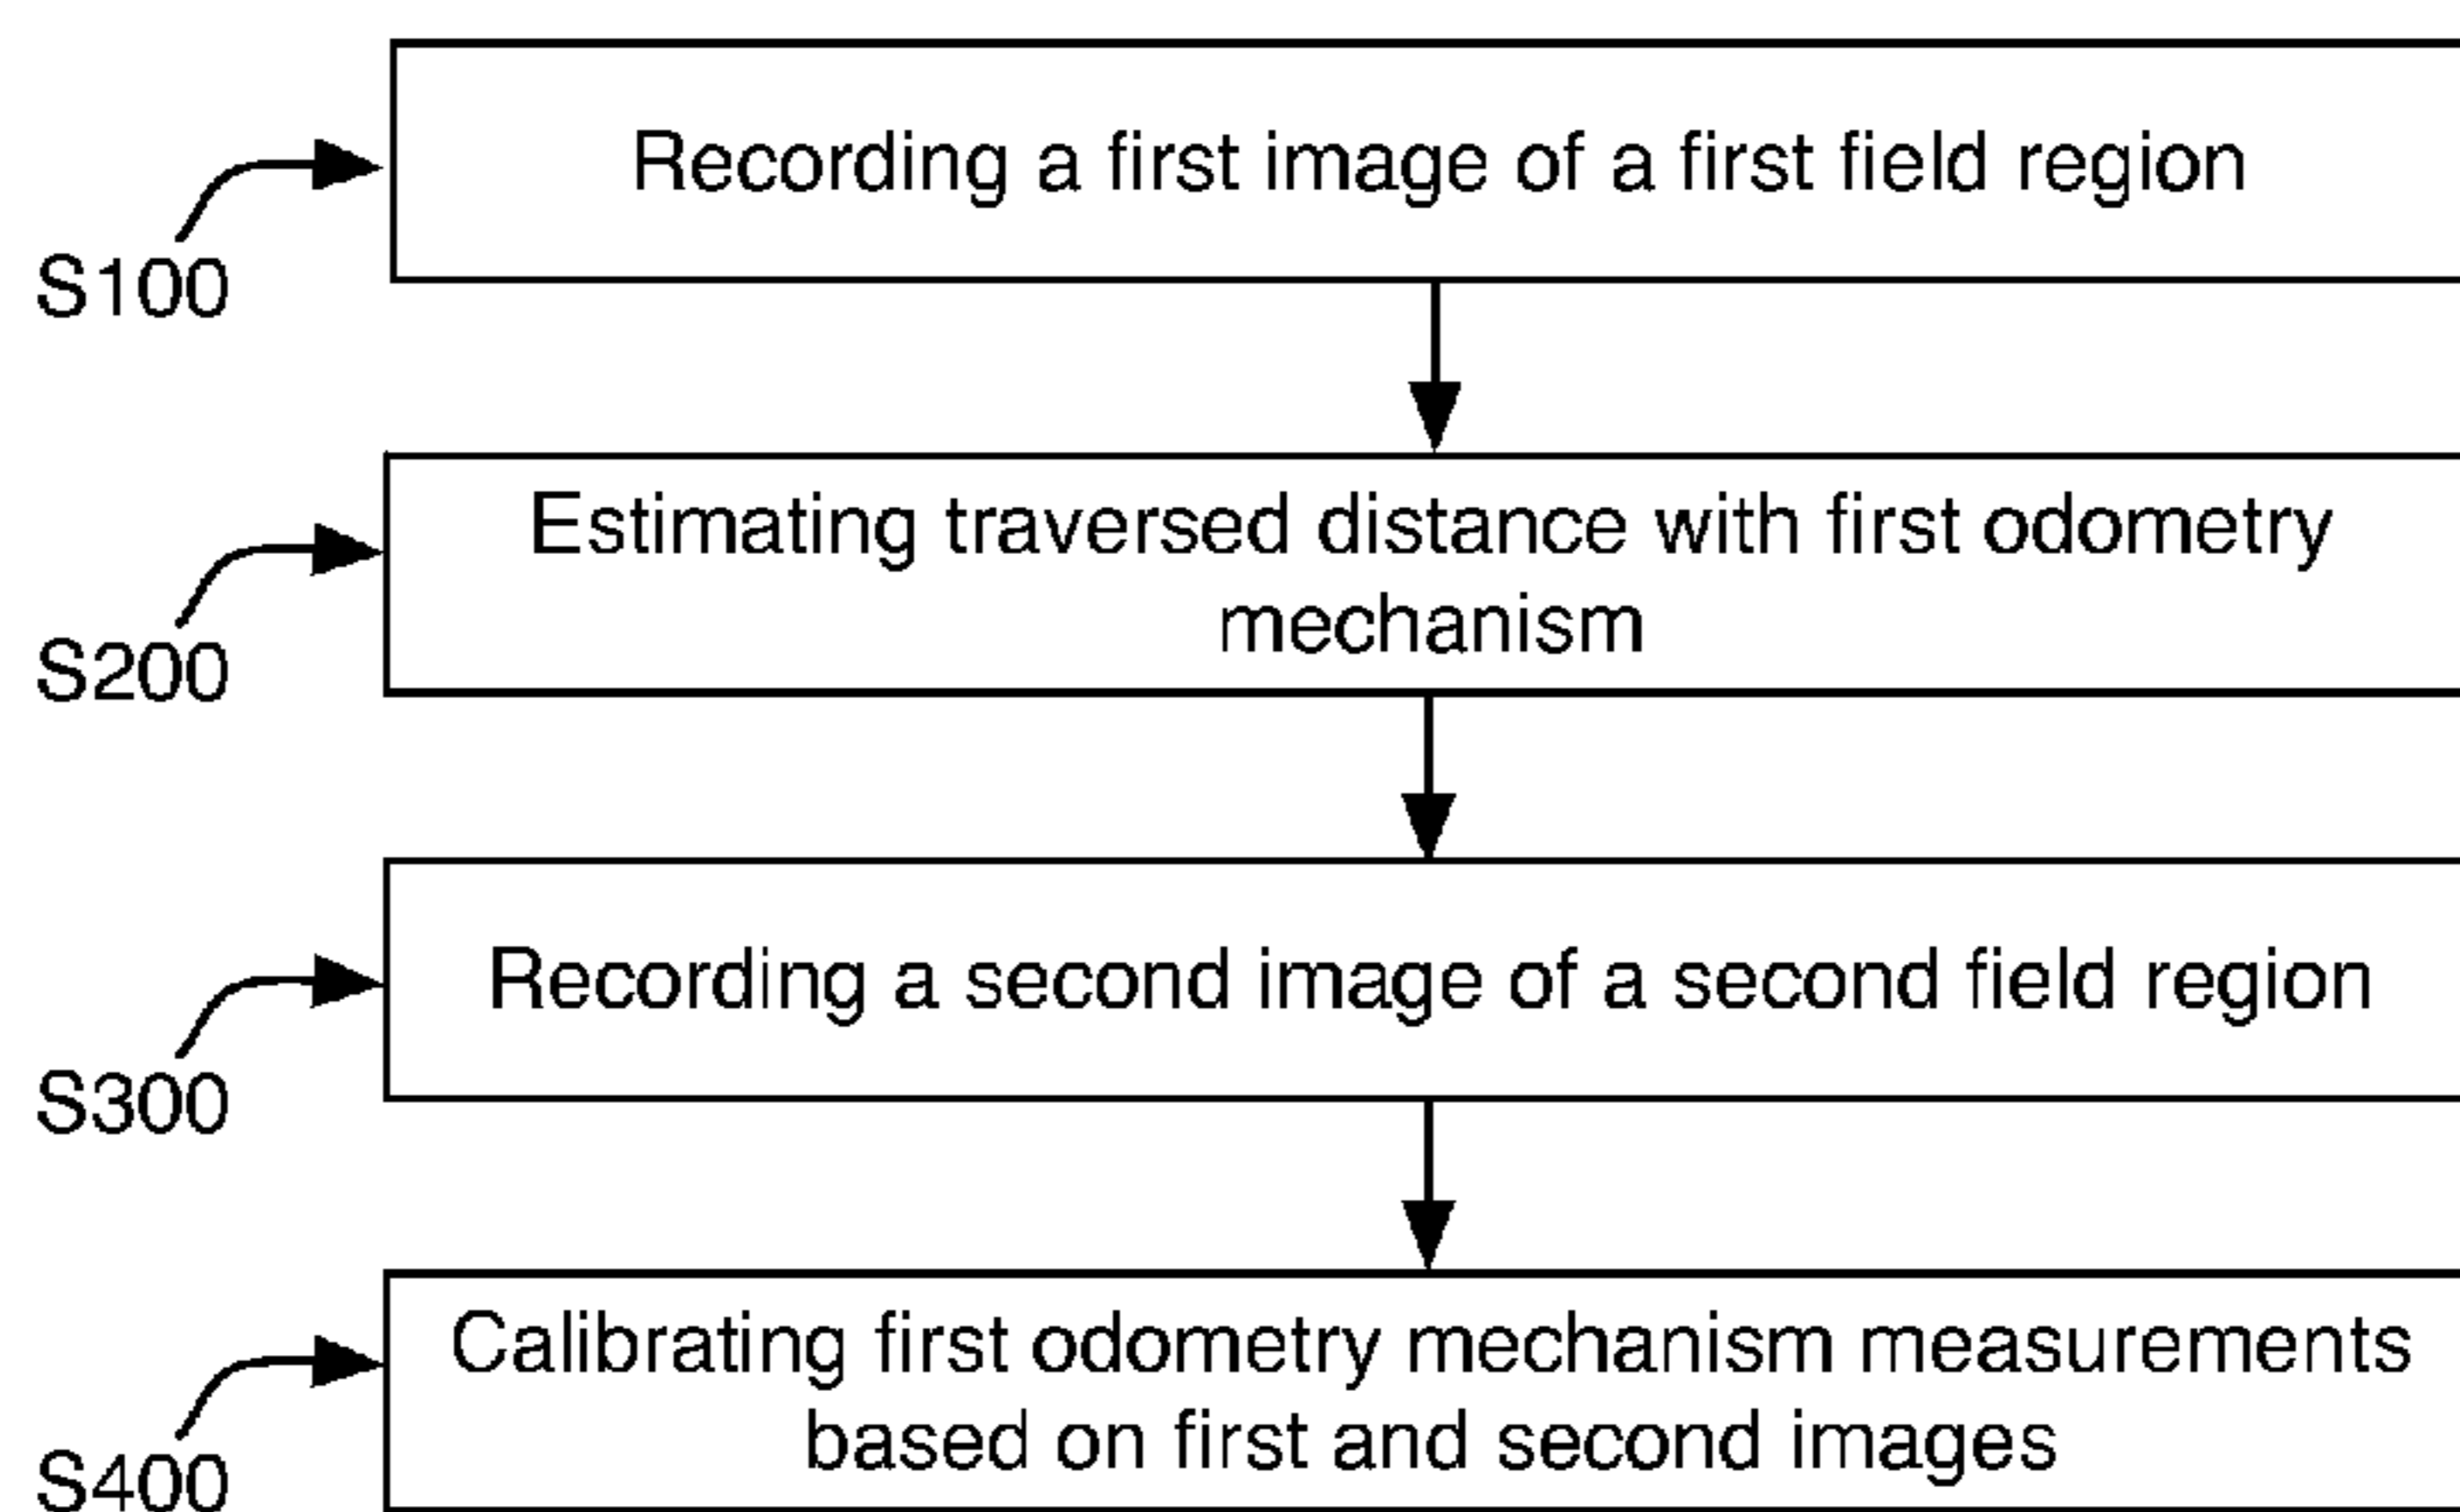 Recording a first image of a first field region
S100
Estimating traversed distance with first odometry
mechanism
S200
Recording a second image of a second field region
S300
Calibrating first odometry mechanism measurements
based on first and second images
S400